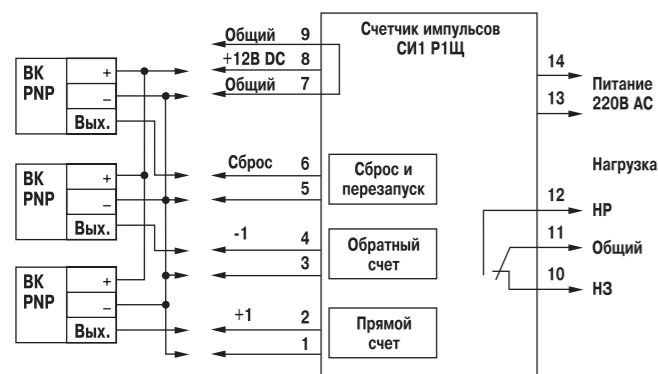 Счетчик импульсов
СИ1 Р1Щ
Общий 9
+12В DC 8
Общий 7
ВК
PNP
+
–
Вых.
14
13
Питание
220В AC
Сброс 6
5
Сброс и
перезапуск
ВК
PNP
+
–
Вых.
Нагрузка
12
НР
11
Общий
10
НЗ
-1 4
3
Обратный
счет
ВК
PNP
+
–
Вых.
+1 2
1
Прямой
счет